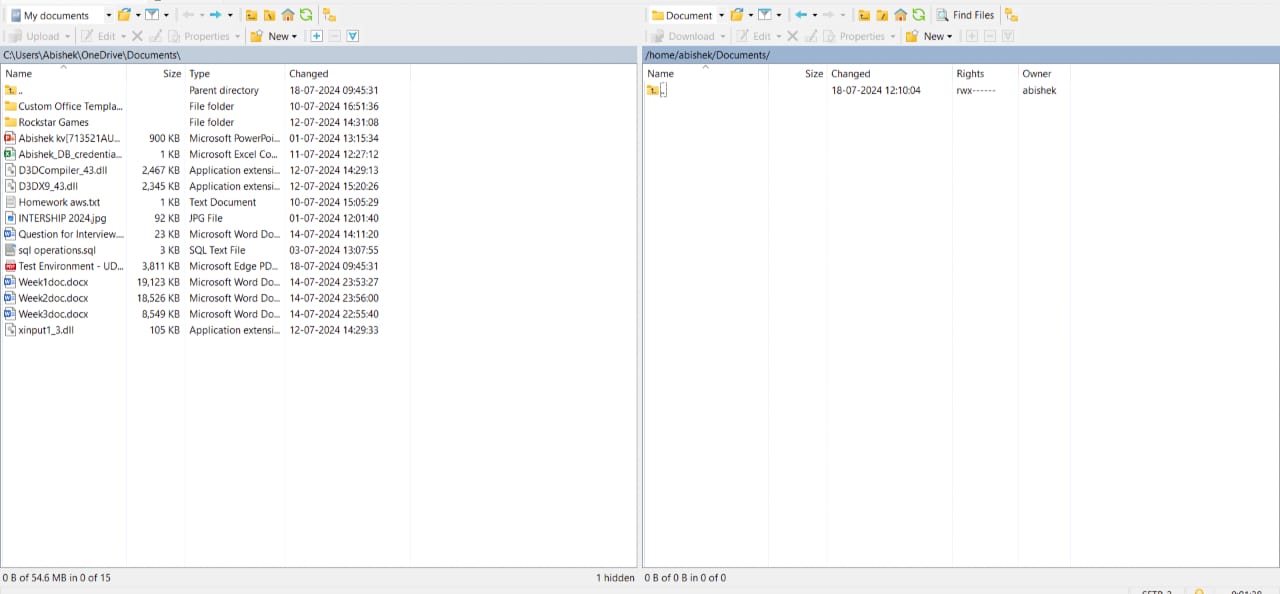 My documents Document Find Files
Upload Edit Properties New Download Edit Properties New
C:\Users\Abishek\OneDrive\Documents\ /home/abishek/Documents/
Name Size Type Changed
.. Parent directory 18-07-2024 09:45:31
Custom Office Templa... File folder 10-07-2024 16:51:36
Rockstar Games File folder 12-07-2024 14:31:08
Abishek kv[713521AU... 900 KB Microsoft PowerPoi... 01-07-2024 13:15:34
Abishek_DB_credentia... 1 KB Microsoft Excel Co... 11-07-2024 12:27:12
D3DCompiler_43.dll 2,467 KB Application extensi... 12-07-2024 14:29:13
D3DX9_43.dll 2,345 KB Application extensi... 12-07-2024 15:20:26
Homework aws.txt 1 KB Text Document 10-07-2024 15:05:29
INTERSHIP 2024.jpg 92 KB JPG File 01-07-2024 12:01:40
Question for Interview... 23 KB Microsoft Word Do... 14-07-2024 14:11:20
sql operations.sql 3 KB SQL Text File 03-07-2024 13:07:55
Test Environment - UD... 3,811 KB Microsoft Edge PD... 18-07-2024 09:45:31
Week1doc.docx 19,123 KB Microsoft Word Do... 14-07-2024 23:53:27
Week2doc.docx 18,526 KB Microsoft Word Do... 14-07-2024 23:56:00
Week3doc.docx 8,549 KB Microsoft Word Do... 14-07-2024 22:55:40
xinput1_3.dll 105 KB Application extensi... 12-07-2024 14:29:33
Name Size Changed Rights Owner
.. 18-07-2024 12:10:04 rwx------ abishek
0 B of 54.6 MB in 0 of 15 1 hidden 0 B of 0 B in 0 of 0